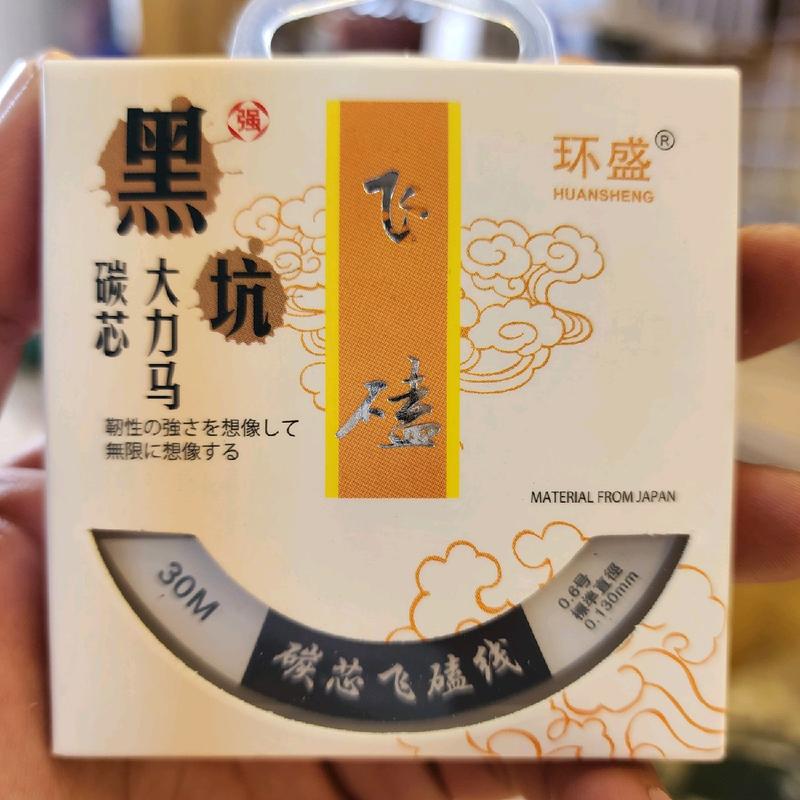 黑坑
强
大力马
碳芯
靭性の強さを想像して
無限に想像する
飞磕
环盛®
HUANSHENG
MATERIAL FROM JAPAN
30M
碳芯飞磕线
0.6号
標準直徑
0.130mm